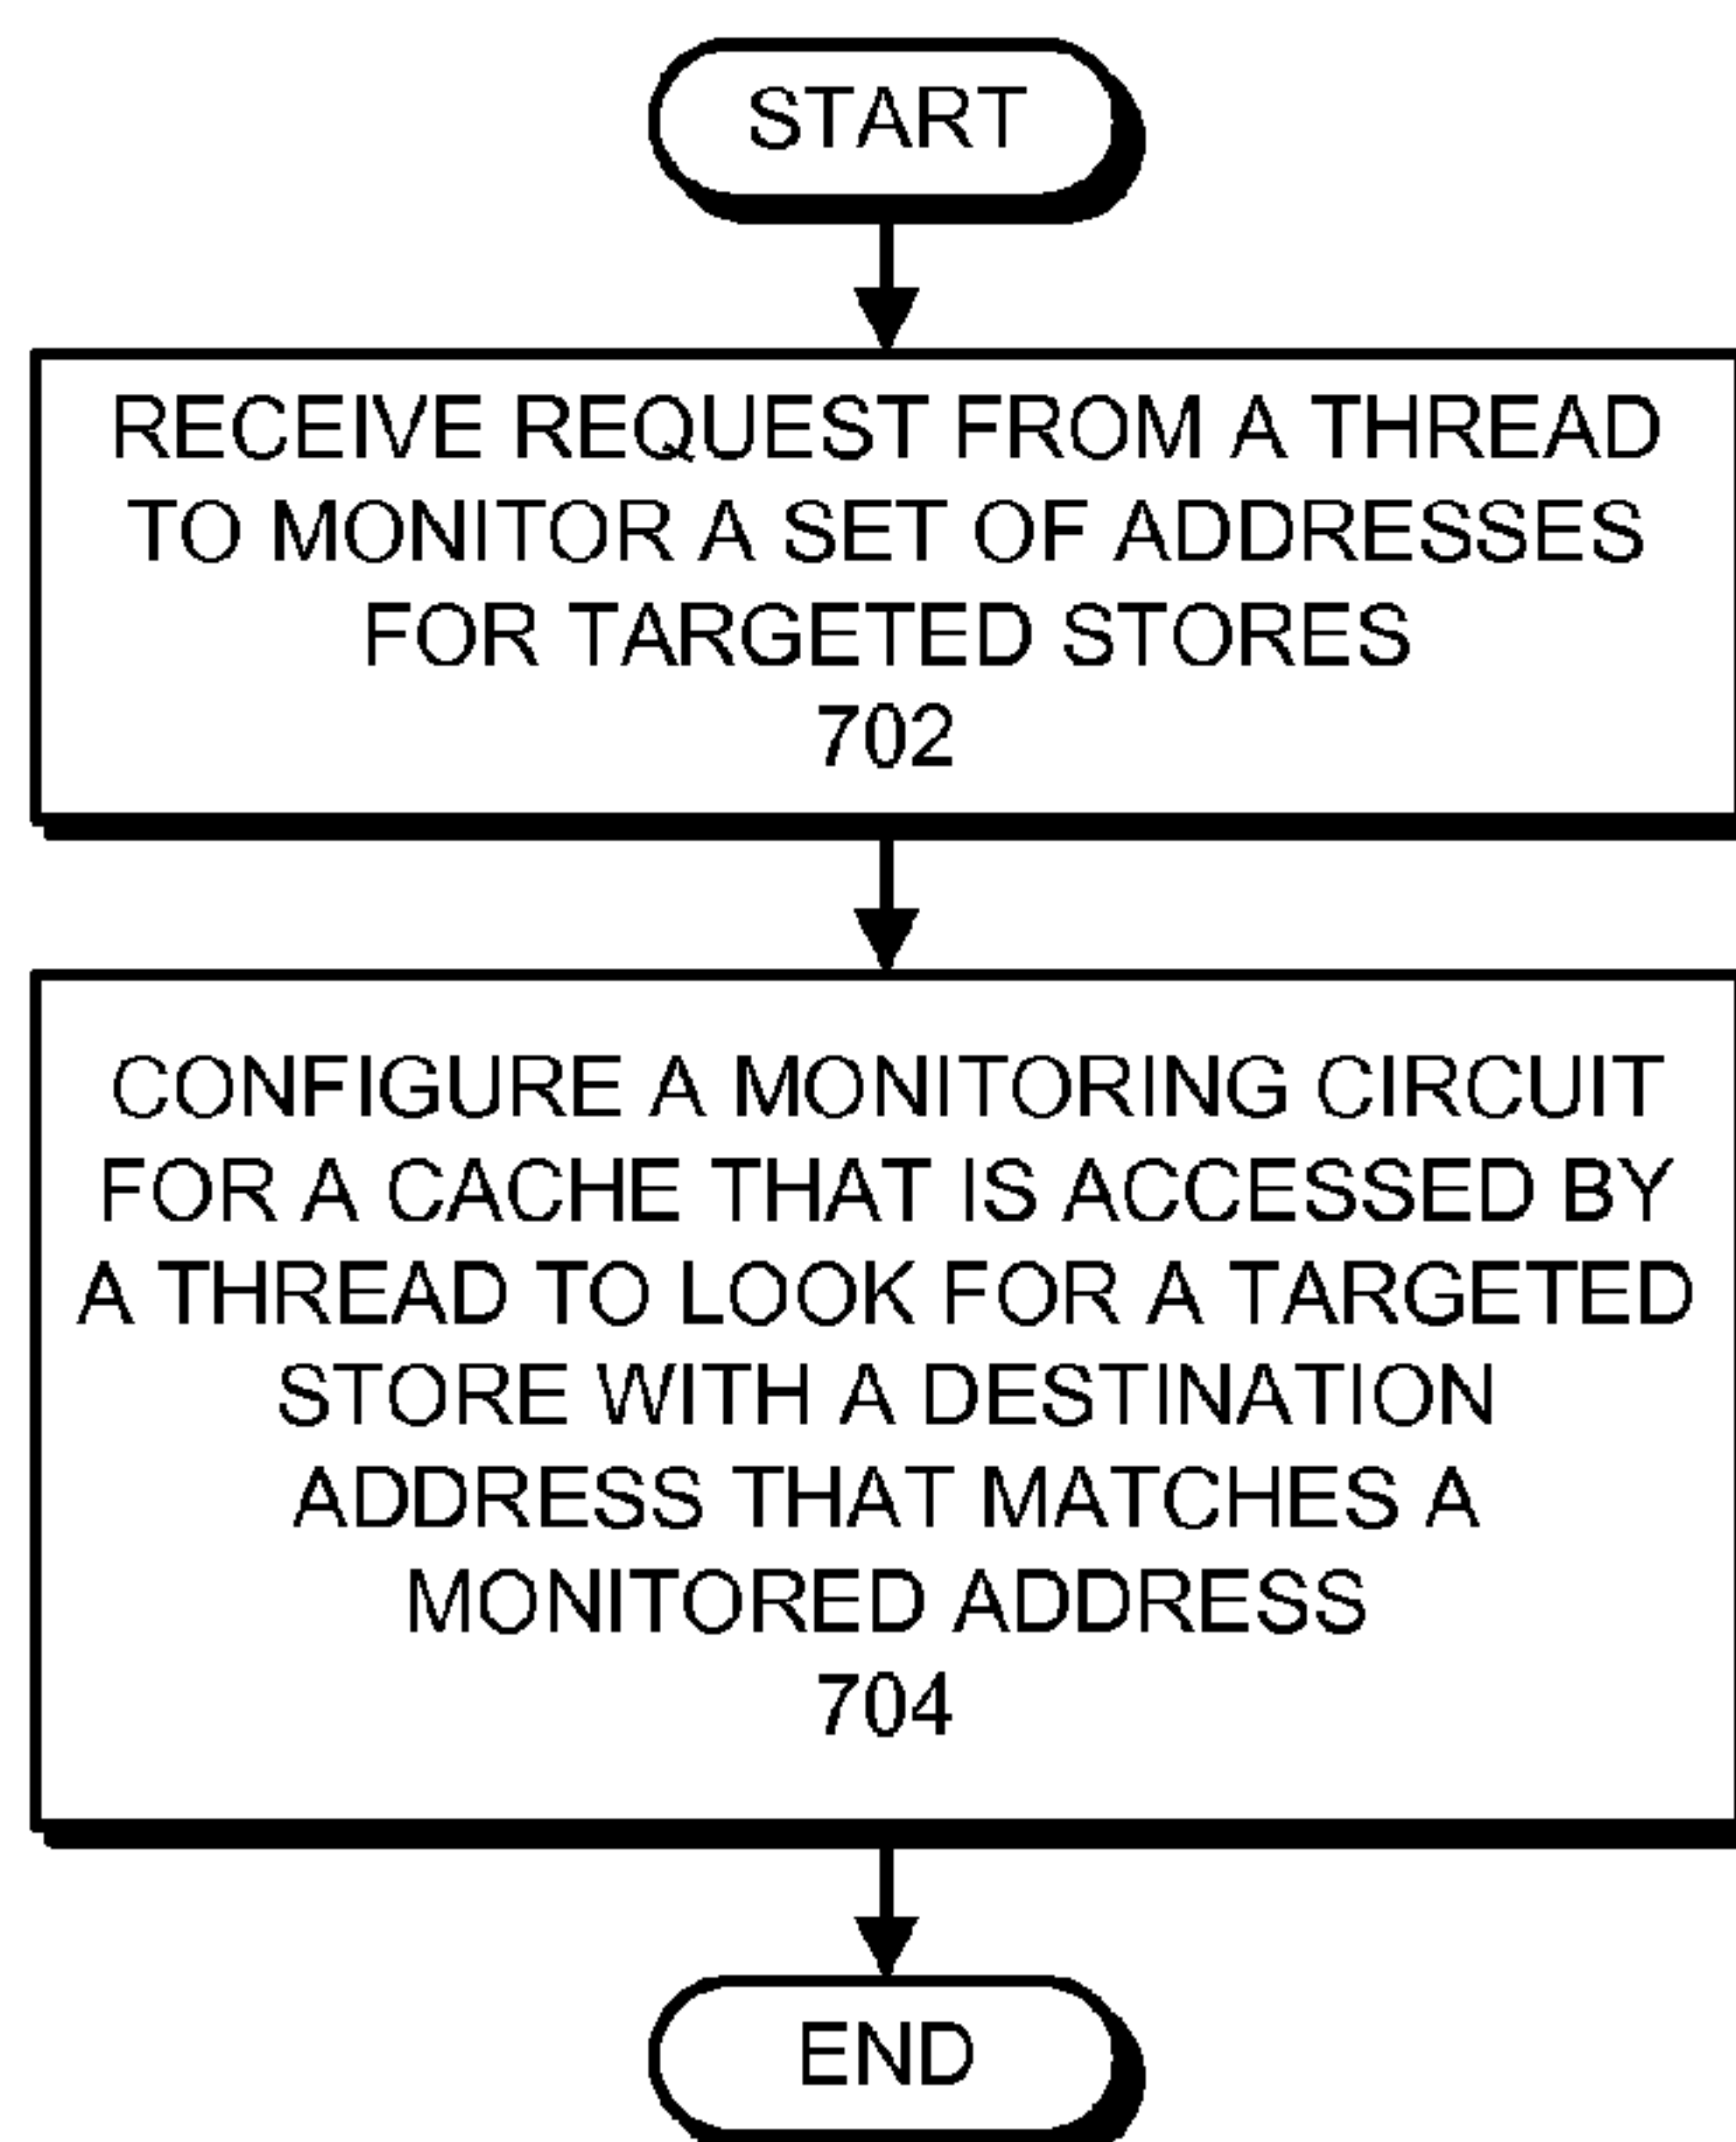 START
RECEIVE REQUEST FROM A THREAD
TO MONITOR A SET OF ADDRESSES
FOR TARGETED STORES
702
CONFIGURE A MONITORING CIRCUIT
FOR A CACHE THAT IS ACCESSED BY
A THREAD TO LOOK FOR A TARGETED
STORE WITH A DESTINATION
ADDRESS THAT MATCHES A
MONITORED ADDRESS
704
END